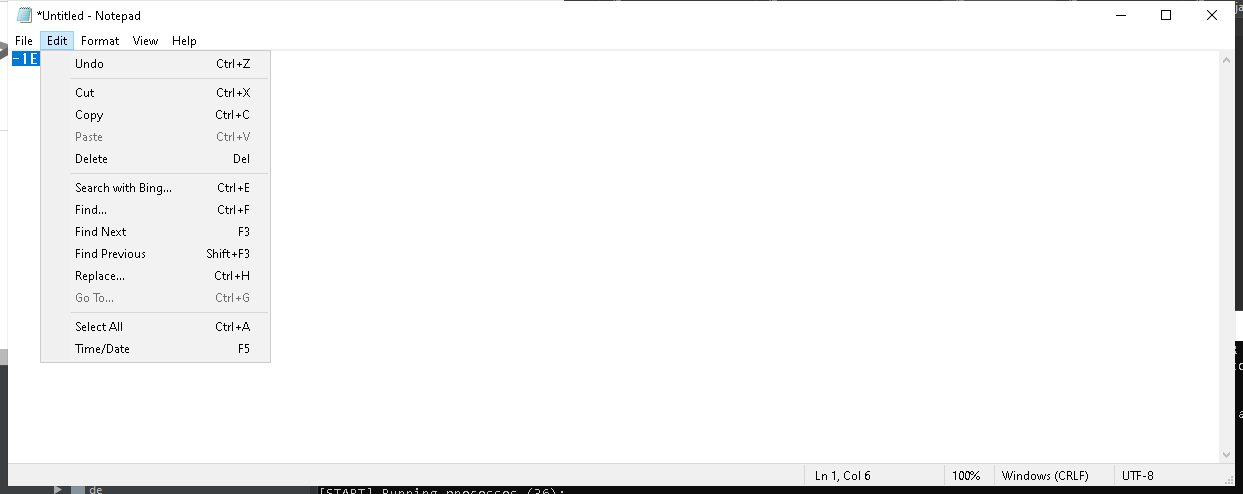 *Untitled - Notepad
File Edit Format View Help
-1E
Undo Ctrl+Z
Cut Ctrl+X
Copy Ctrl+C
Paste Ctrl+V
Delete Del
Search with Bing... Ctrl+E
Find... Ctrl+F
Find Next F3
Find Previous Shift+F3
Replace... Ctrl+H
Go To... Ctrl+G
Select All Ctrl+A
Time/Date F5
Ln 1, Col 6 100% Windows (CRLF) UTF-8
de [START] Running processes (36):